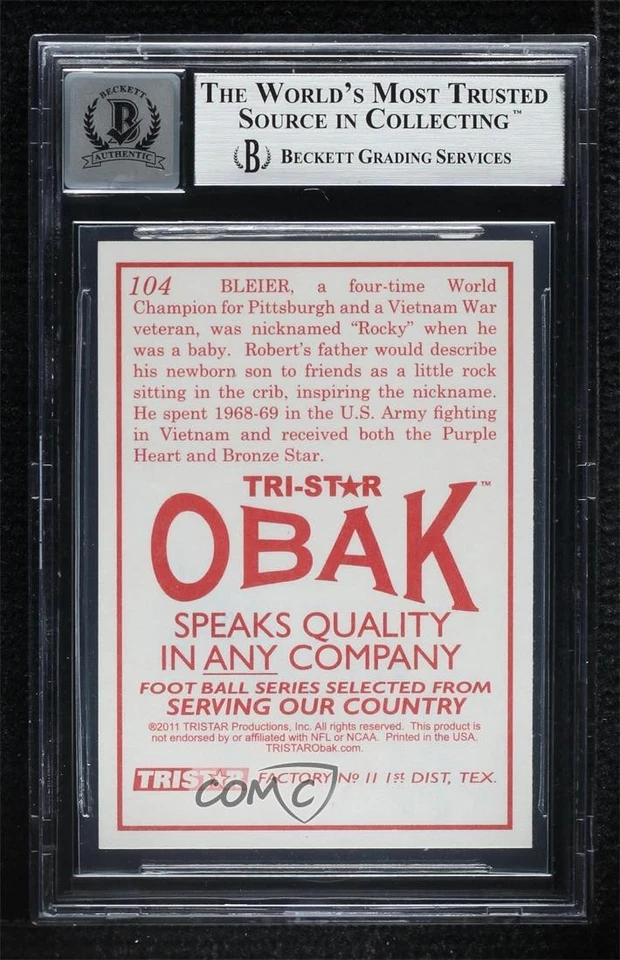 BECKETT
B
AUTHENTIC
THE WORLD'S MOST TRUSTED
SOURCE IN COLLECTING™
B BECKETT GRADING SERVICES
104 BLEIER, a four-time World
Champion for Pittsburgh and a Vietnam War
veteran, was nicknamed “Rocky” when he
was a baby. Robert's father would describe
his newborn son to friends as a little rock
sitting in the crib, inspiring the nickname.
He spent 1968-69 in the U.S. Army fighting
in Vietnam and received both the Purple
Heart and Bronze Star.
TRI-ST★R
OBAK™
SPEAKS QUALITY
IN ANY COMPANY
FOOT BALL SERIES SELECTED FROM
SERVING OUR COUNTRY
©2011 TRISTAR Productions, Inc. All rights reserved. This product is
not endorsed by or affiliated with NFL or NCAA. Printed in the USA.
TRISTARObak.com.
TRISTAR FACTORY Nº 11 1st DIST, TEX.
COMC